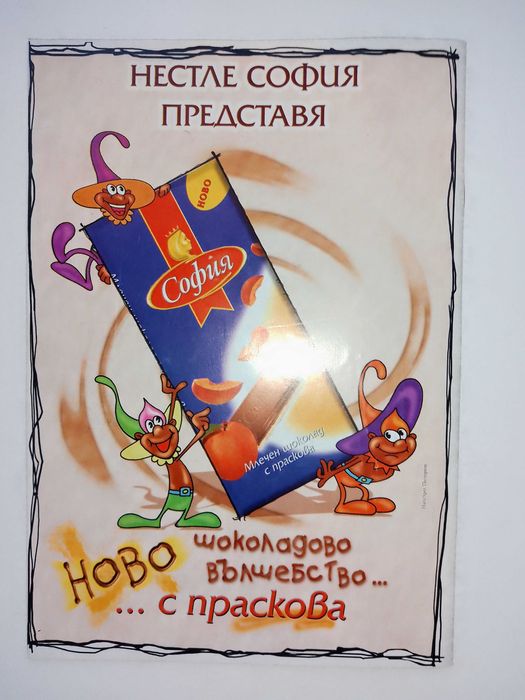 НЕСТЛЕ СОФИЯ
ПРЕДСТАВЯ
НОВО
София
Млечен шоколад
с праскова
НОВО шоколадово
вълшебство...
... с праскова